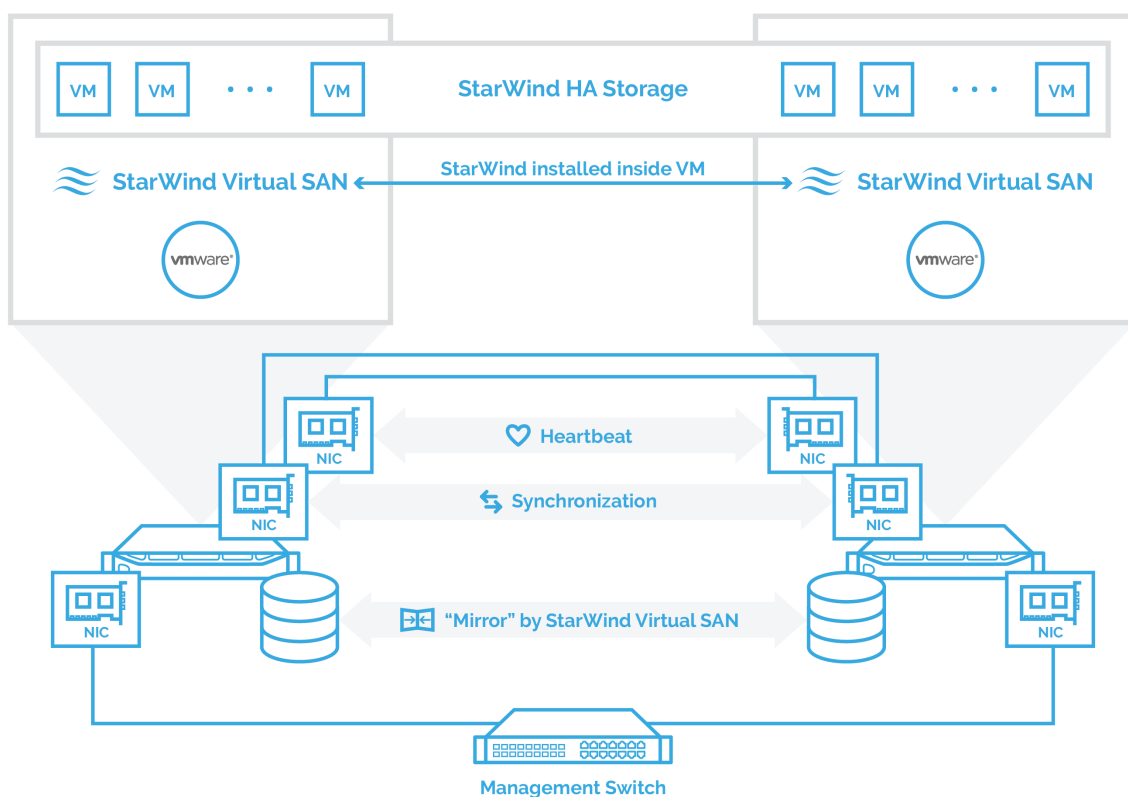 VM VM VM StarWind HA Storage VM VM VM
StarWind installed inside VM
StarWind Virtual SAN StarWind Virtual SAN
vmware® vmware®
NIC Heartbeat NIC
NIC Synchronization NIC
NIC “Mirror” by StarWind Virtual SAN NIC
Management Switch